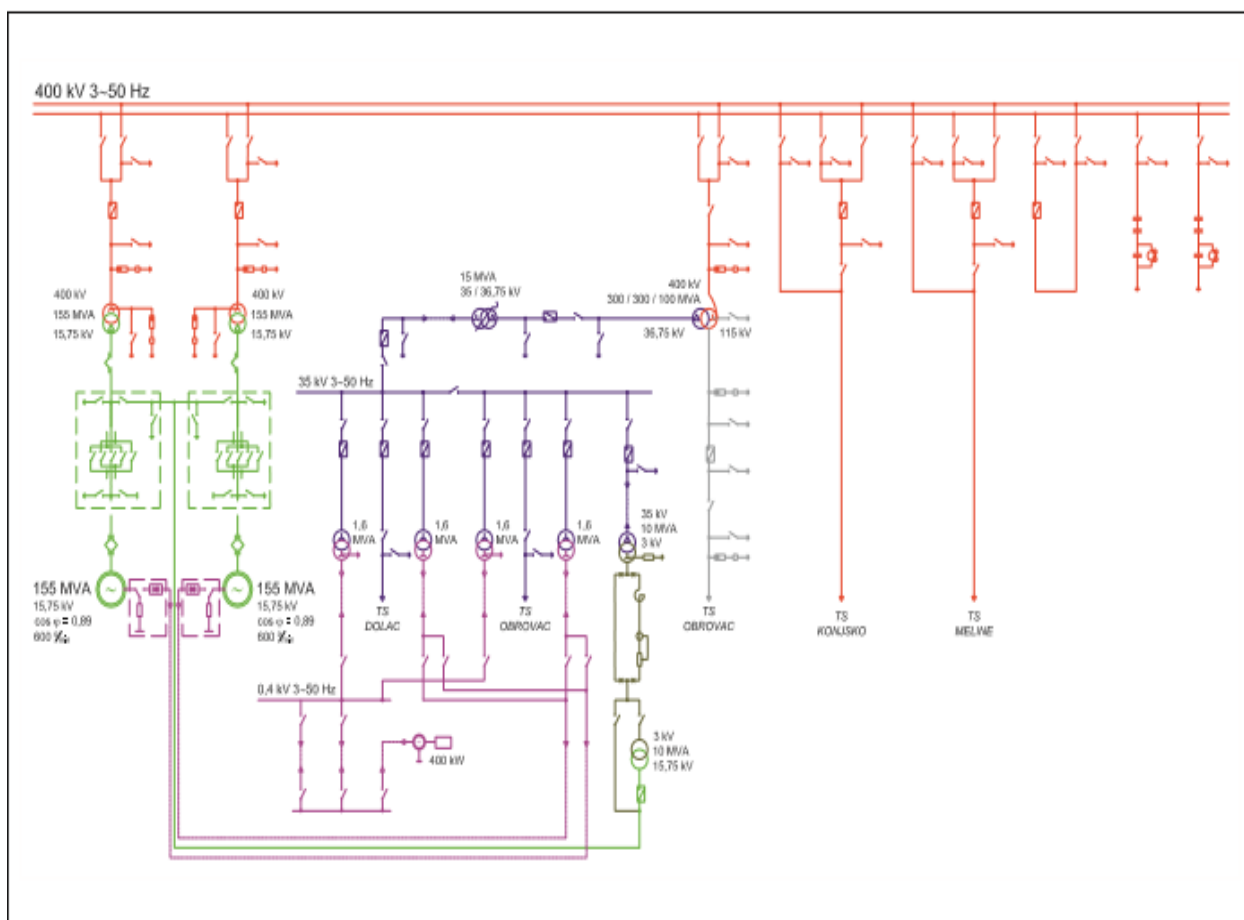 400 kV 3~50 Hz
400 kV
155 MVA
15,75 kV
400 kV
155 MVA
15,75 kV
15 MVA
35 / 36,75 kV
400 kV
300 / 300 / 100 MVA
36,75 kV
115 kV
35 kV 3~50 Hz
1,6
MVA
1,6
MVA
1,6
MVA
1,6
MVA
35 kV
10 MVA
3 kV
155 MVA
15,75 kV
cos φ = 0,89
600
155 MVA
15,75 kV
cos φ = 0,89
600
TS
DOLAC
TS
OBROVAC
TS
OBROVAC
TS
KONJSKO
TS
MELINE
0,4 kV 3~50 Hz
400 kW
3 kV
10 MVA
15,75 kV